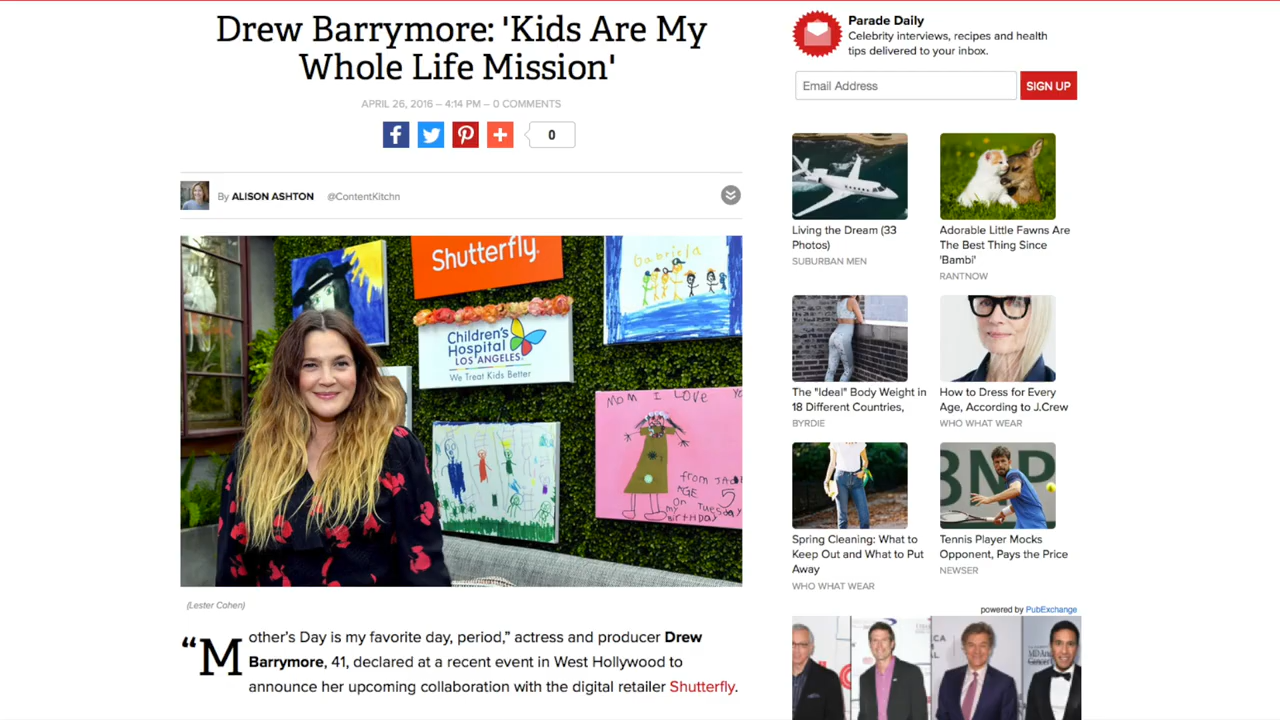 Drew Barrymore: 'Kids Are My
Whole Life Mission'
APRIL 26, 2016 – 4:14 PM – 0 COMMENTS
f
0
By ALISON ASHTON @ContentKitchn
Shutterfly.
Gabriela
Children's
Hospital
LOS ANGELES
We Treat Kids Better
MOM I LOVE
from
AGE 5
on Tuesday
my
BirthDay
(Lester Cohen)
“Mother's Day is my favorite day, period,” actress and producer Drew
Barrymore, 41, declared at a recent event in West Hollywood to
announce her upcoming collaboration with the digital retailer Shutterfly.
Parade Daily
Celebrity interviews, recipes and health
tips delivered to your inbox.
Email Address
SIGN UP
Living the Dream (33
Photos)
SUBURBAN MEN
Adorable Little Fawns Are
The Best Thing Since
'Bambi'
RANTNOW
The "Ideal" Body Weight in
18 Different Countries,
BYRDIE
How to Dress for Every
Age, According to J.Crew
WHO WHAT WEAR
Spring Cleaning: What to
Keep Out and What to Put
Away
WHO WHAT WEAR
BNP
Tennis Player Mocks
Opponent, Pays the Price
NEWSER
powered by PubExchange